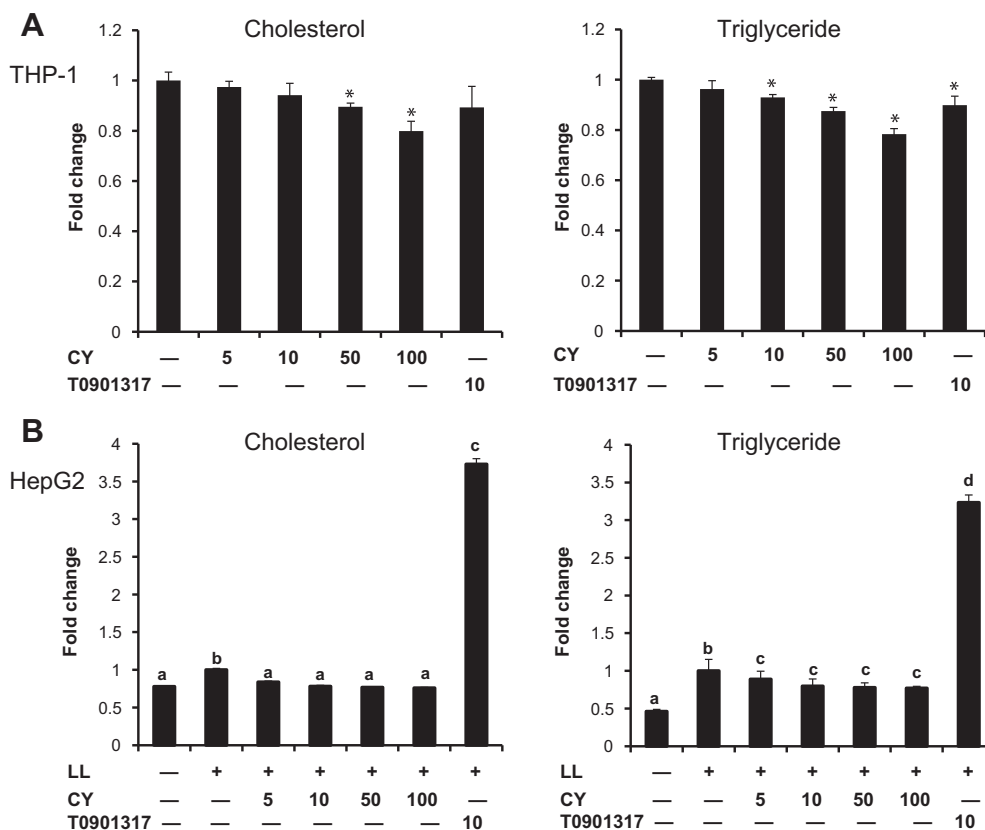 A
Cholesterol
THP-1
Fold change
1.2
1
0.8
0.6
0.4
0.2
0
* *
CY — 5 10 50 100 —
T0901317 — — — — — 10
Triglyceride
Fold change
1.2
1
0.8
0.6
0.4
0.2
0
* * * *
CY — 5 10 50 100 —
T0901317 — — — — — 10
B
Cholesterol
HepG2
Fold change
4
3.5
3
2.5
2
1.5
1
0.5
0
a b a a a a c
LL — + + + + + +
CY — — 5 10 50 100 —
T0901317 — — — — — — 10
Triglyceride
Fold change
4
3.5
3
2.5
2
1.5
1
0.5
0
a b c c c c d
LL — + + + + + +
CY — — 5 10 50 100 —
T0901317 — — — — — — 10